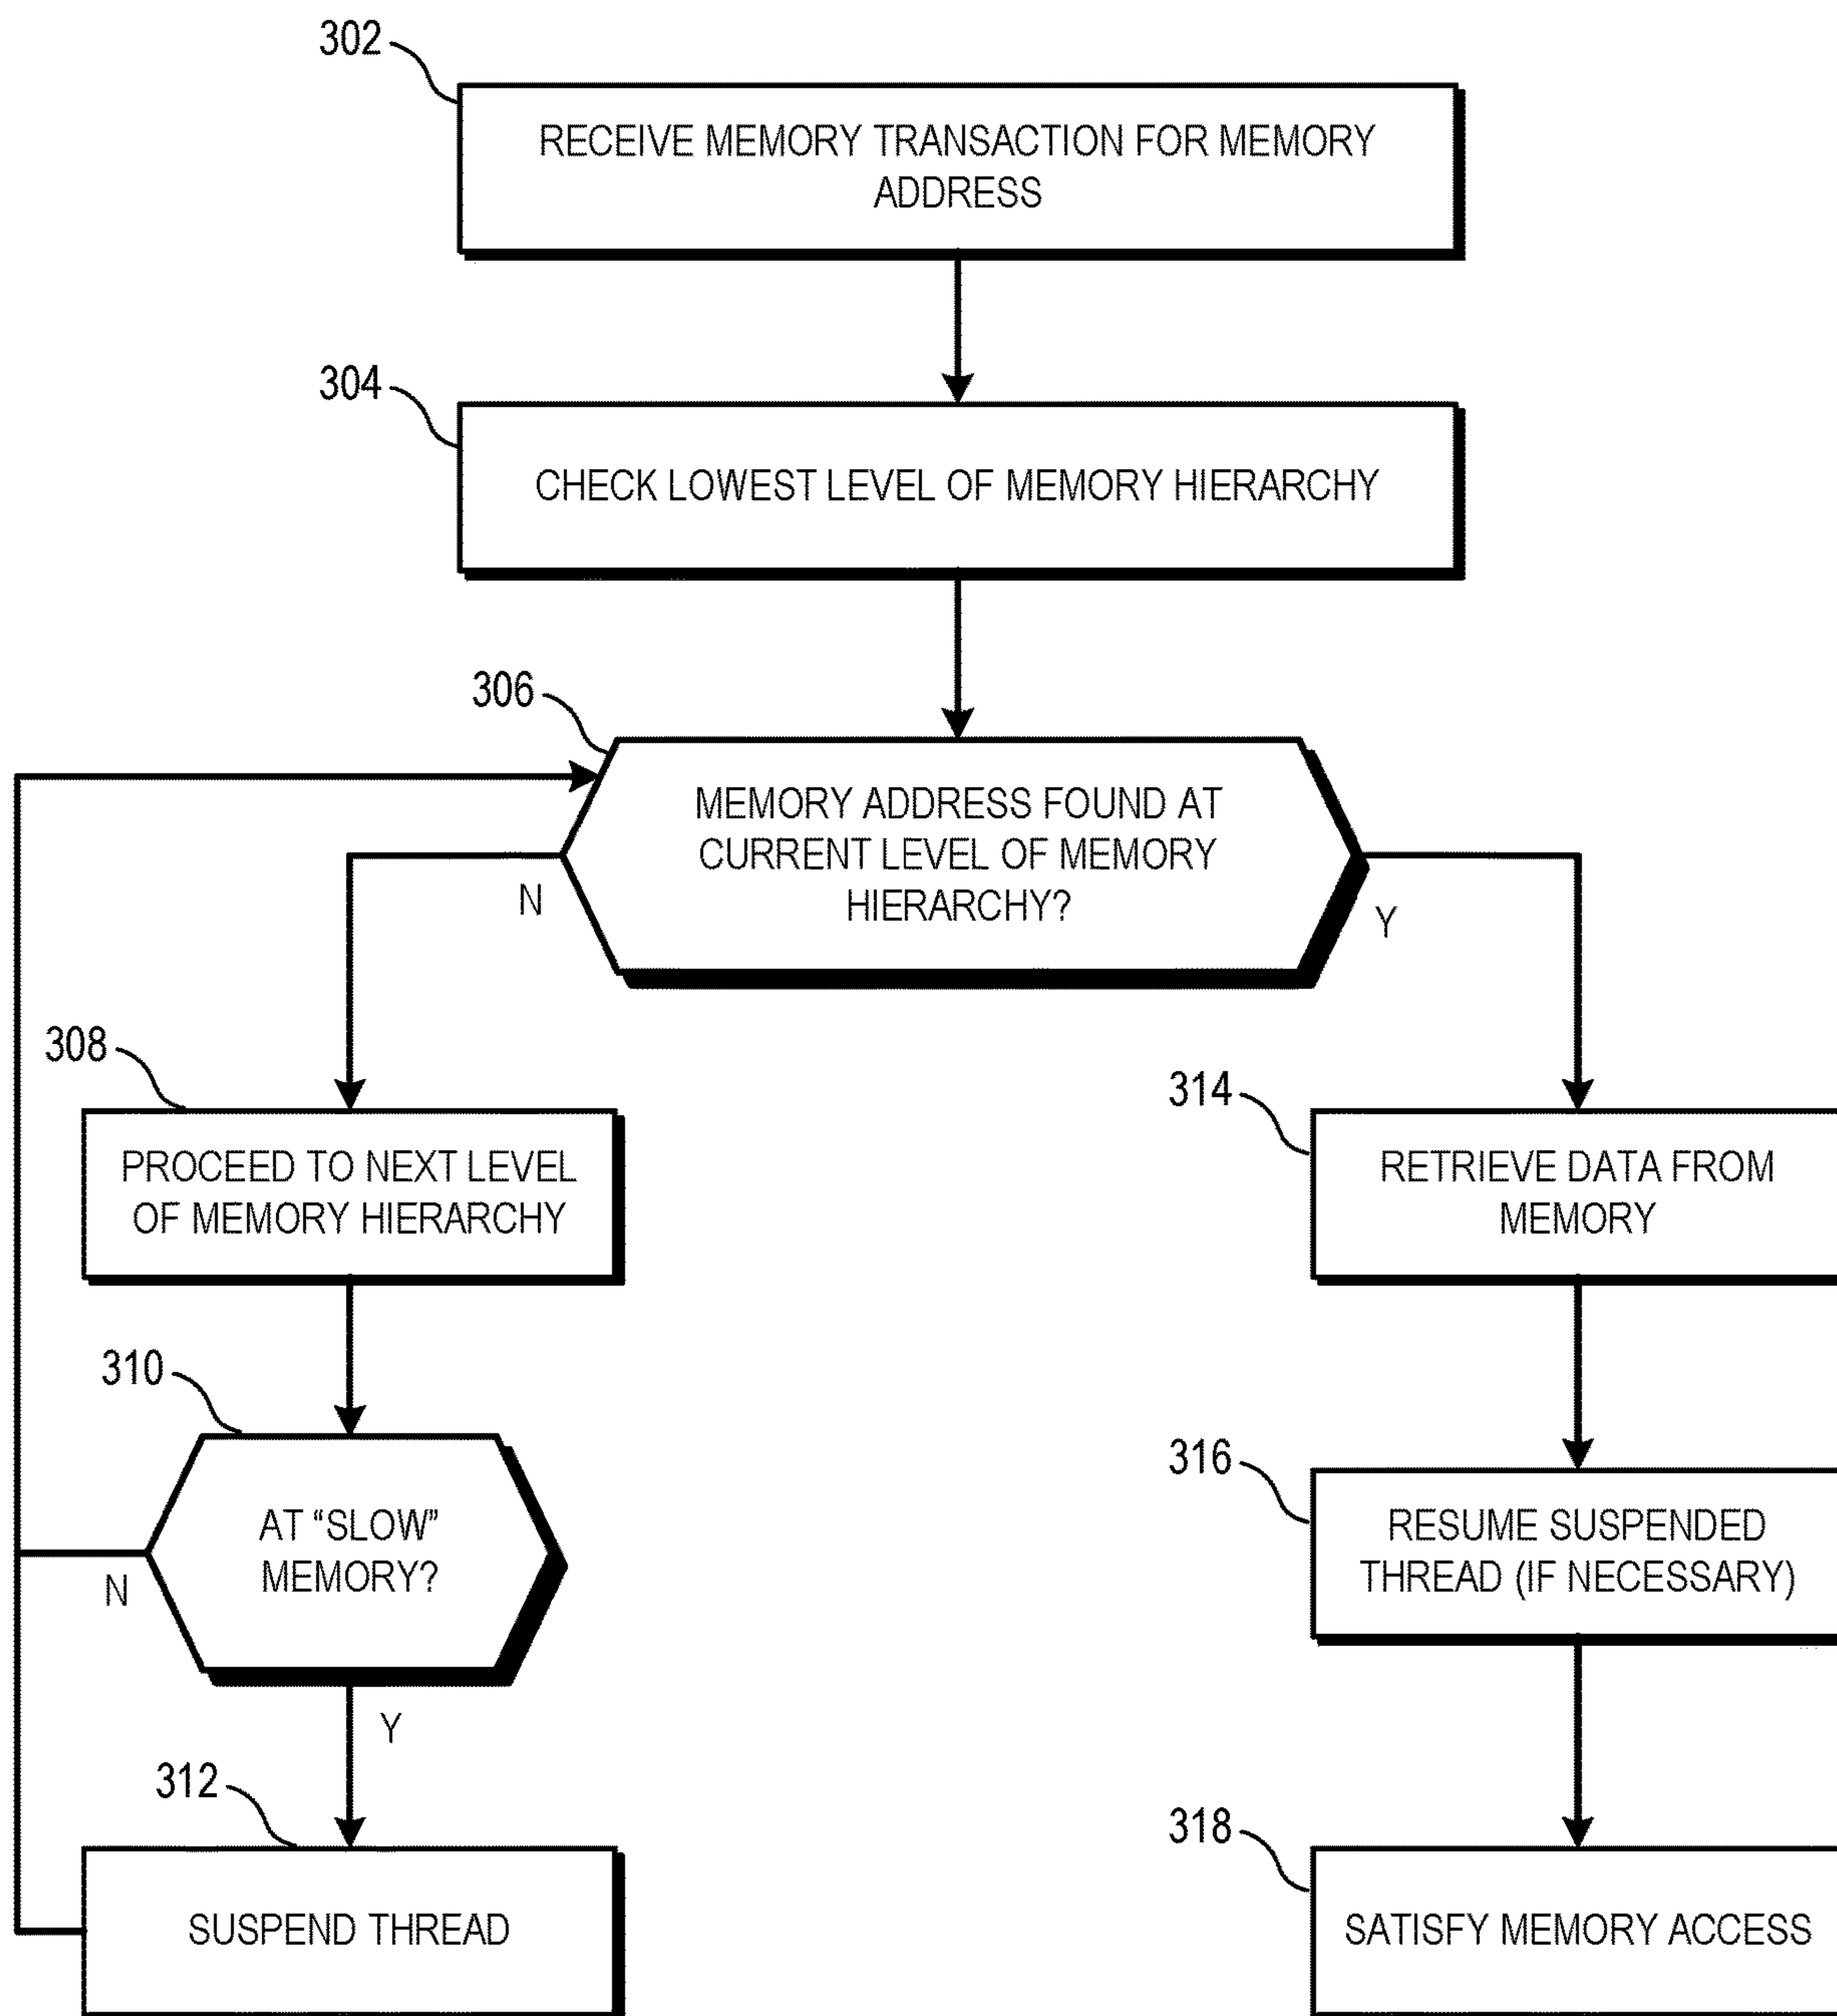 302
RECEIVE MEMORY TRANSACTION FOR MEMORY
ADDRESS
304
CHECK LOWEST LEVEL OF MEMORY HIERARCHY
306
MEMORY ADDRESS FOUND AT
CURRENT LEVEL OF MEMORY
HIERARCHY?
N
Y
308
PROCEED TO NEXT LEVEL
OF MEMORY HIERARCHY
310
AT “SLOW”
MEMORY?
N
Y
312
SUSPEND THREAD
314
RETRIEVE DATA FROM
MEMORY
316
RESUME SUSPENDED
THREAD (IF NECESSARY)
318
SATISFY MEMORY ACCESS